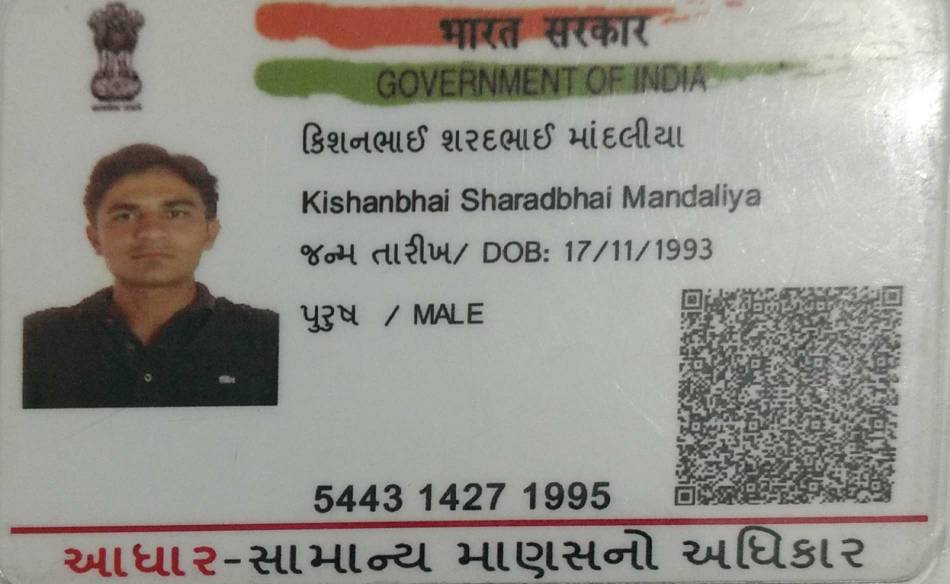 भारत सरकार
GOVERNMENT OF INDIA
કિશનભાઈ શરદભાઈ માંદલીયા
Kishanbhai Sharadbhai Mandaliya
જન્મ તારીખ/ DOB: 17/11/1993
પુરુષ / MALE
5443 1427 1995
આધાર-સામાન્ય માણસનો અધિકાર